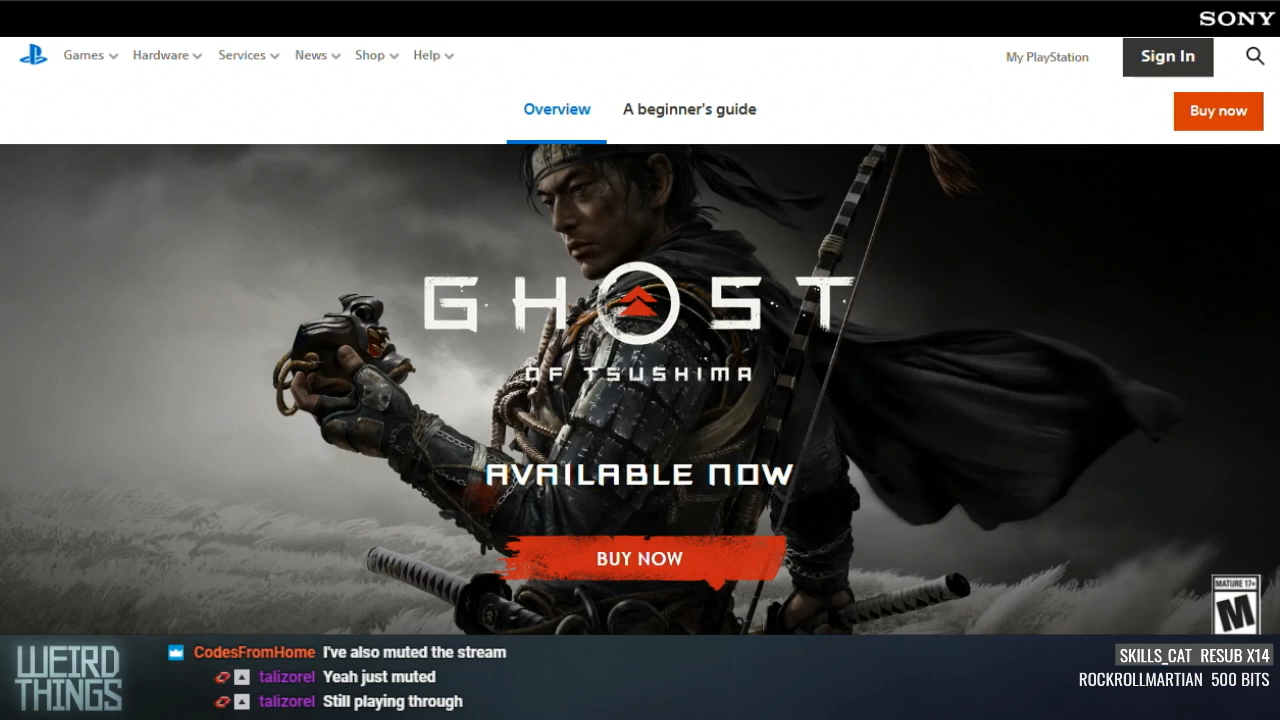 SONY
Games Hardware Services News Shop Help My PlayStation Sign In
Overview A beginner's guide Buy now
GHOST
OF TSUSHIMA
AVAILABLE NOW
BUY NOW
MATURE 17+
M
WEIRD
THINGS
CodesFromHome I've also muted the stream
talizorel Yeah just muted
talizorel Still playing through
SKILLS_CAT RESUB X14
ROCKROLLMARTIAN 500 BITS